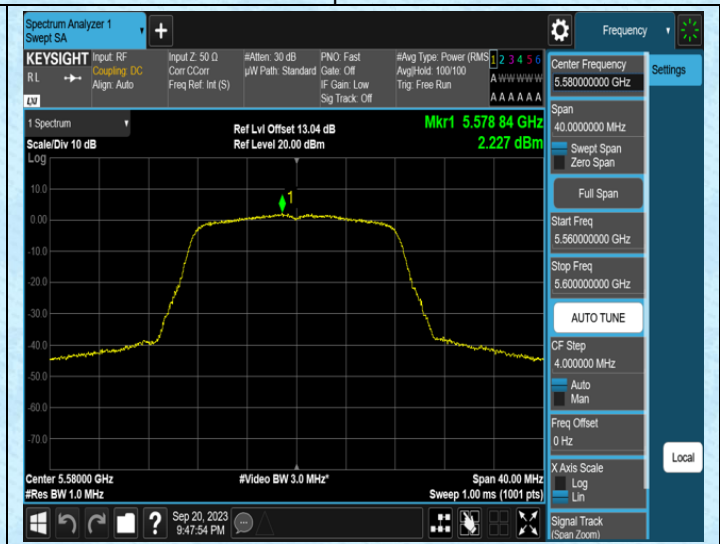 Spectrum Analyzer 1
Swept SA
Frequency
KEYSIGHT
RL
LXI
Input: RF
Coupling: DC
Align: Auto
Input Z: 50 Ω
Corr CCorr
Freq Ref: Int (S)
#Atten: 30 dB
µW Path: Standard
PNO: Fast
Gate: Off
IF Gain: Low
Sig Track: Off
#Avg Type: Power (RMS
Avg|Hold: 100/100
Trig: Free Run
1 2 3 4 5 6
A W W W W W
A A A A A A
1 Spectrum
Scale/Div 10 dB
Log
Ref Lvl Offset 13.04 dB
Ref Level 20.00 dBm
Mkr1 5.578 84 GHz
2.227 dBm
1
10.0
0.00
-10.0
-20.0
-30.0
-40.0
-50.0
-60.0
-70.0
Center 5.58000 GHz
#Res BW 1.0 MHz
#Video BW 3.0 MHz*
Span 40.00 MHz
Sweep 1.00 ms (1001 pts)
Sep 20, 2023
9:47:54 PM
Center Frequency
5.580000000 GHz
Span
40.0000000 MHz
Swept Span
Zero Span
Full Span
Start Freq
5.560000000 GHz
Stop Freq
5.600000000 GHz
AUTO TUNE
CF Step
4.000000 MHz
Auto
Man
Freq Offset
0 Hz
X Axis Scale
Log
Lin
Signal Track
(Span Zoom)
Settings
Local